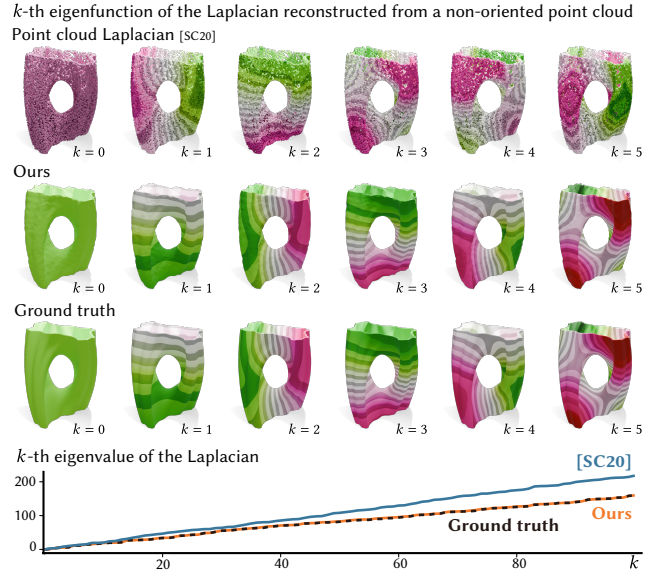 k-th eigenfunction of the Laplacian reconstructed from a non-oriented point cloud
Point cloud Laplacian [SC20]
k = 0 k = 1 k = 2 k = 3 k = 4 k = 5
Ours
k = 0 k = 1 k = 2 k = 3 k = 4 k = 5
Ground truth
k = 0 k = 1 k = 2 k = 3 k = 4 k = 5
k-th eigenvalue of the Laplacian
[SC20]
200
100
Ours
Ground truth
0
20 40 60 80 k